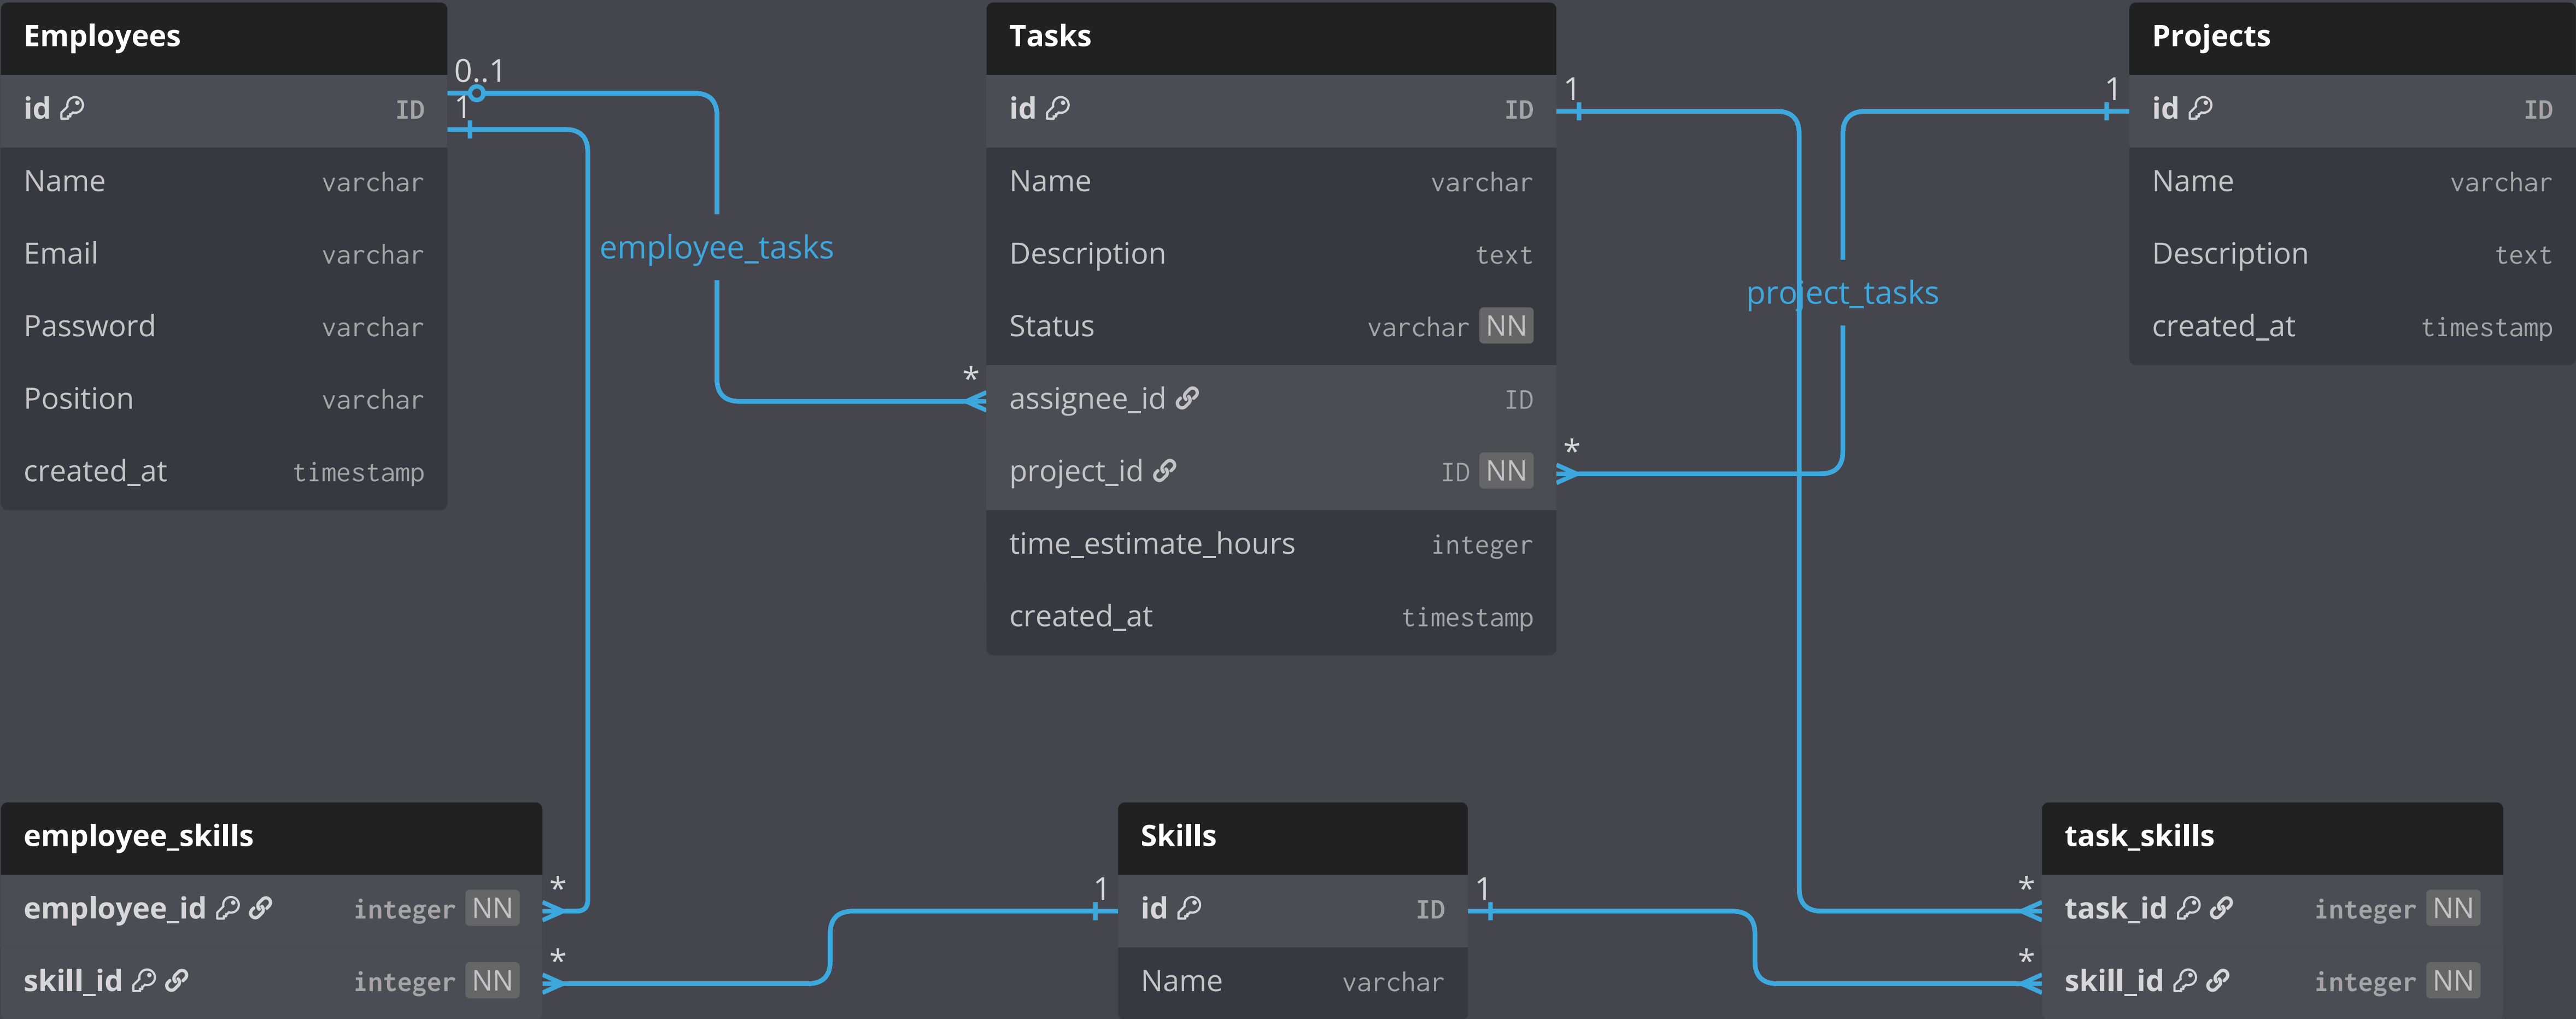 Employees
0..1
id ID
1
Name varchar
Email varchar
Password varchar
Position varchar
created_at timestamp
employee_tasks
Tasks
id ID
1
Name varchar
Description text
Status varchar NN
*
assignee_id ID
*
project_id ID NN
time_estimate_hours integer
created_at timestamp
project_tasks
Projects
1
id ID
Name varchar
Description text
created_at timestamp
employee_skills
*
employee_id integer NN
*
skill_id integer NN
Skills
1
id ID
1
Name varchar
task_skills
*
task_id integer NN
*
skill_id integer NN